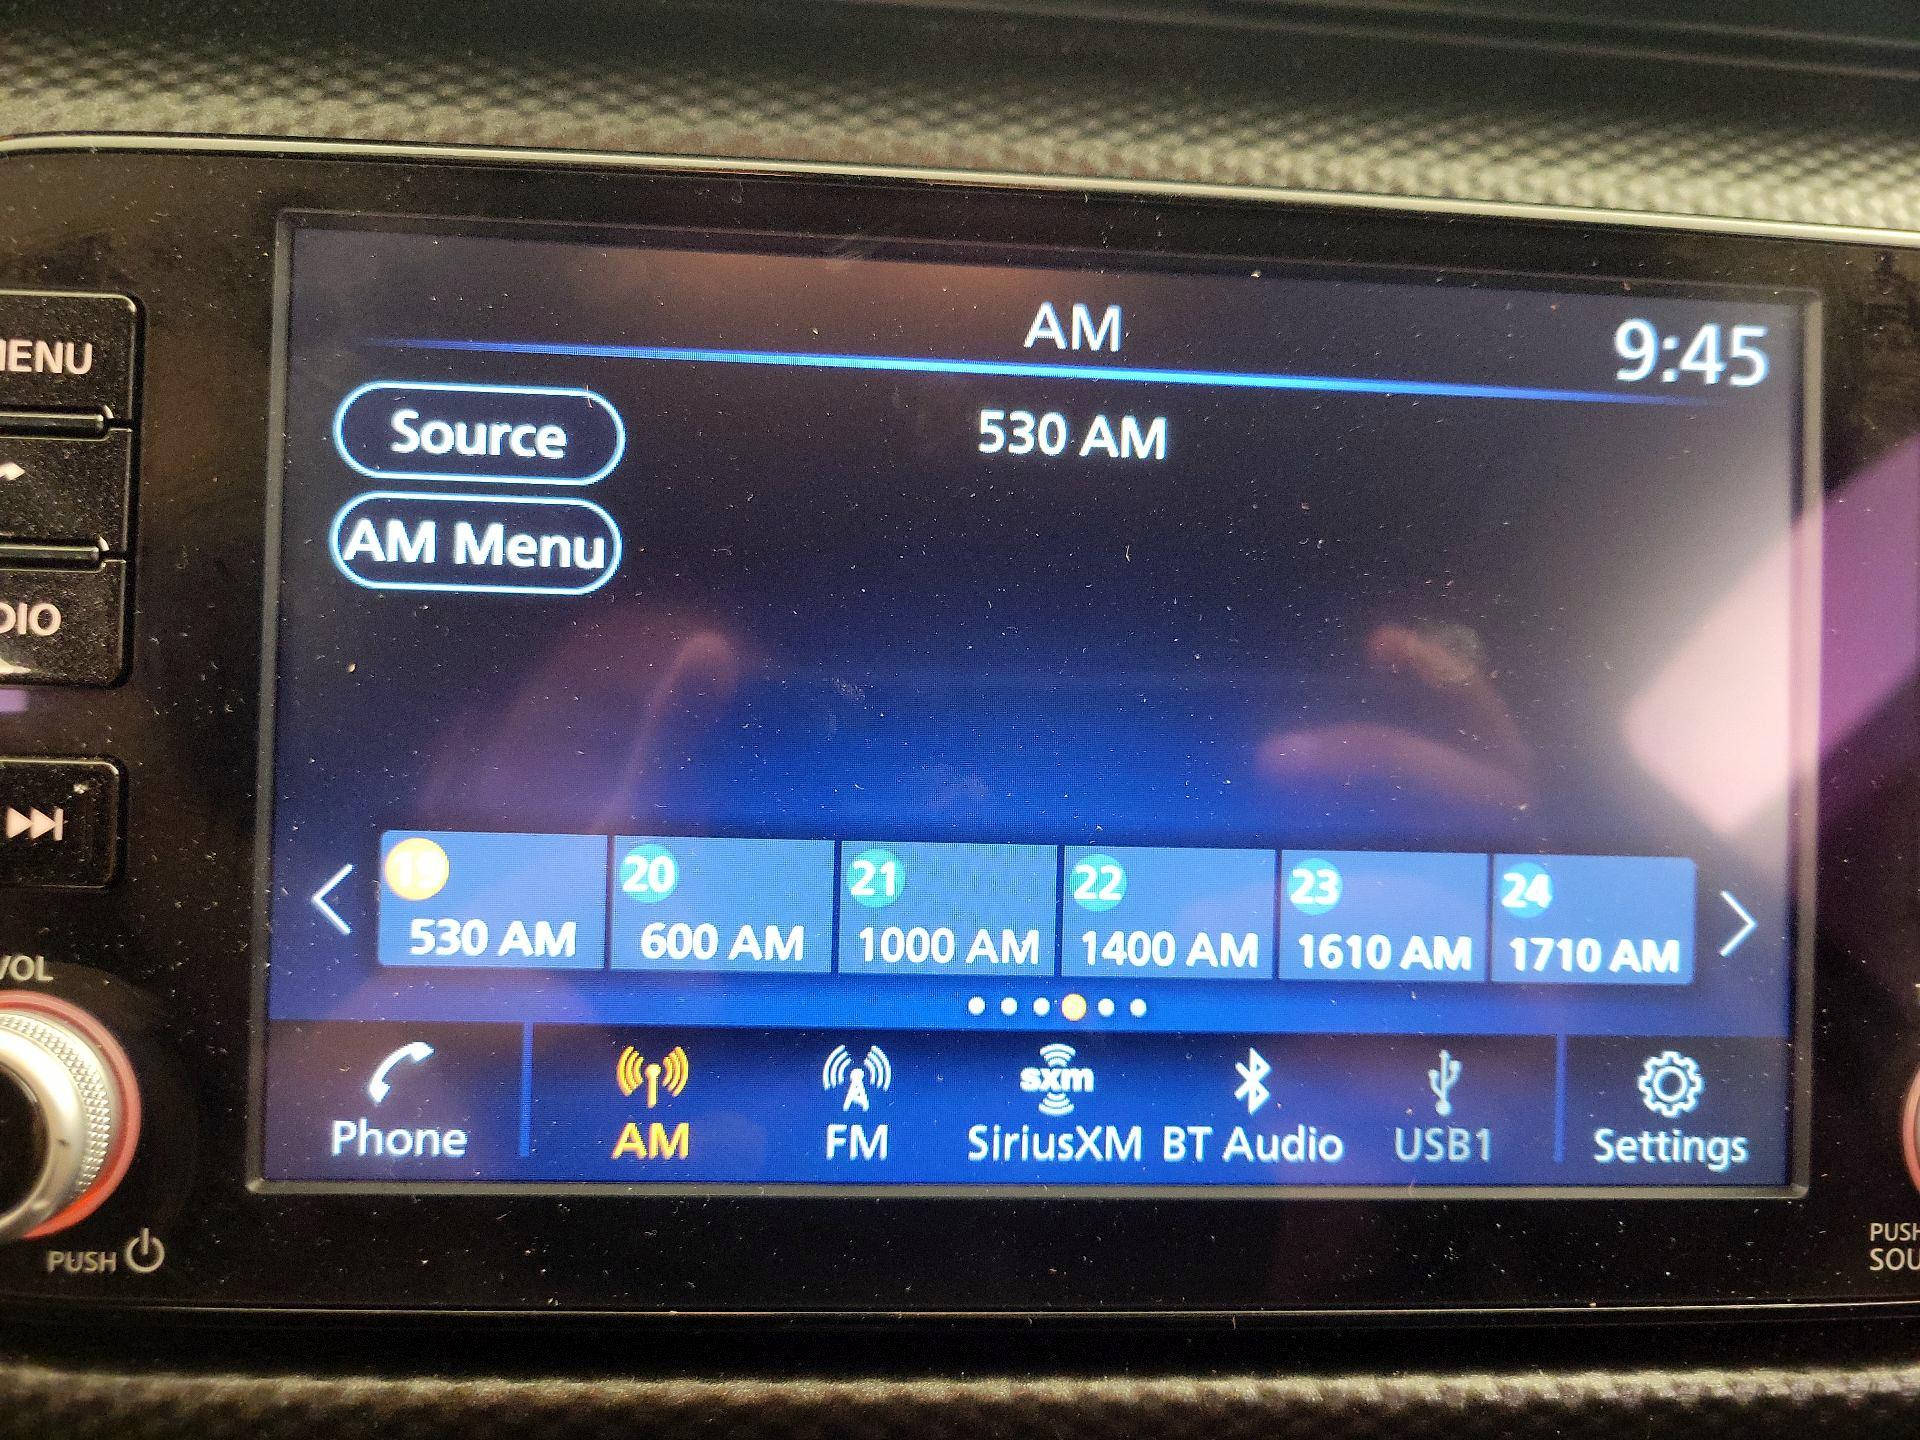 AM
9:45
Source
530 AM
AM Menu
19
20
21
22
23
24
530 AM
600 AM
1000 AM
1400 AM
1610 AM
1710 AM
Phone
AM
FM
sxm
SiriusXM
BT Audio
USB1
Settings
MENU
DIO
VOL
PUSH
PUSH
SOU